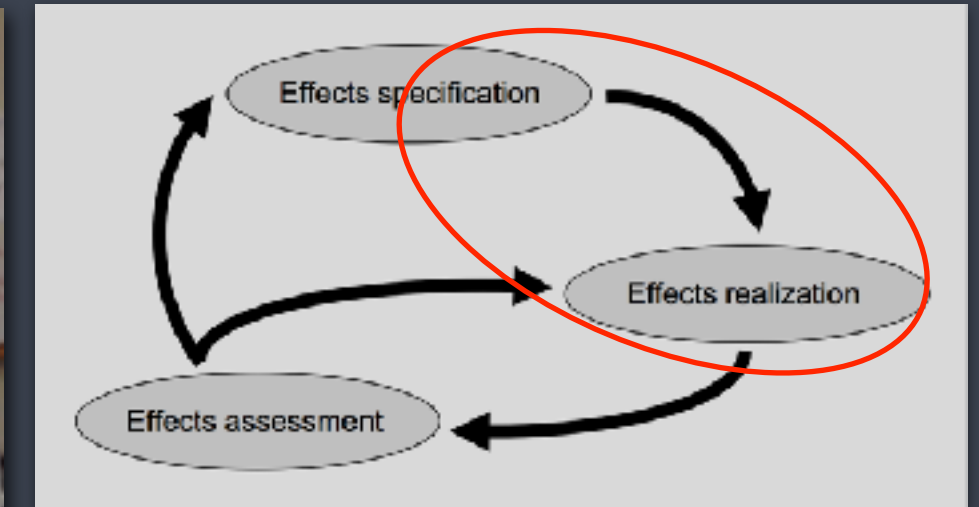 Effects specification
Effects realization
Effects assessment